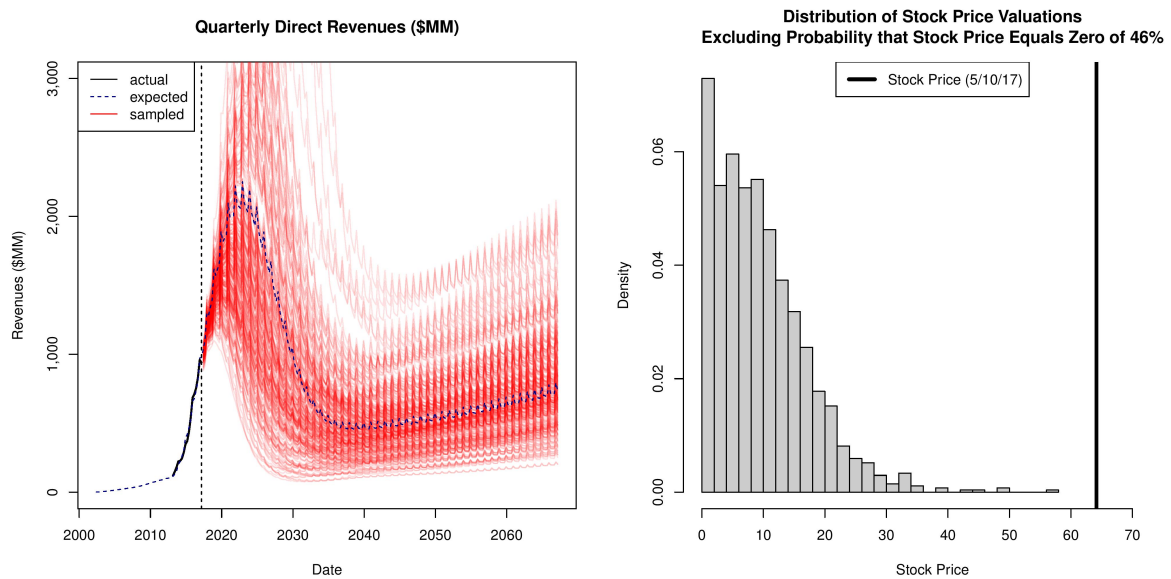 Quarterly Direct Revenues ($MM)
actual
expected
sampled
3,000
2,000
1,000
0
Revenues ($MM)
2000 2010 2020 2030 2040 2050 2060
Date
Distribution of Stock Price Valuations
Excluding Probability that Stock Price Equals Zero of 46%
Stock Price (5/10/17)
0.06
0.04
0.02
0.00
Density
0 10 20 30 40 50 60 70
Stock Price